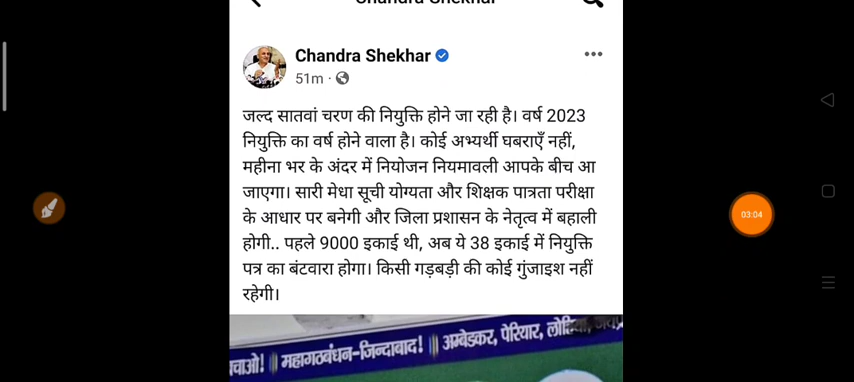 Chandra Shekhar
Chandra Shekhar
51m ·
जल्द सातवां चरण की नियुक्ति होने जा रही है। वर्ष 2023
नियुक्ति का वर्ष होने वाला है। कोई अभ्यर्थी घबराएँ नहीं,
महीना भर के अंदर में नियोजन नियमावली आपके बीच आ
जाएगा। सारी मेधा सूची योग्यता और शिक्षक पात्रता परीक्षा
के आधार पर बनेगी और जिला प्रशासन के नेतृत्व में बहाली
होगी.. पहले 9000 इकाई थी, अब ये 38 इकाई में नियुक्ति
पत्र का बंटवारा होगा। किसी गड़बड़ी की कोई गुंजाइश नहीं
रहेगी।
03:04
महागठबंधन-जिन्दाबाद! || अम्बेडकर, पेरियार,